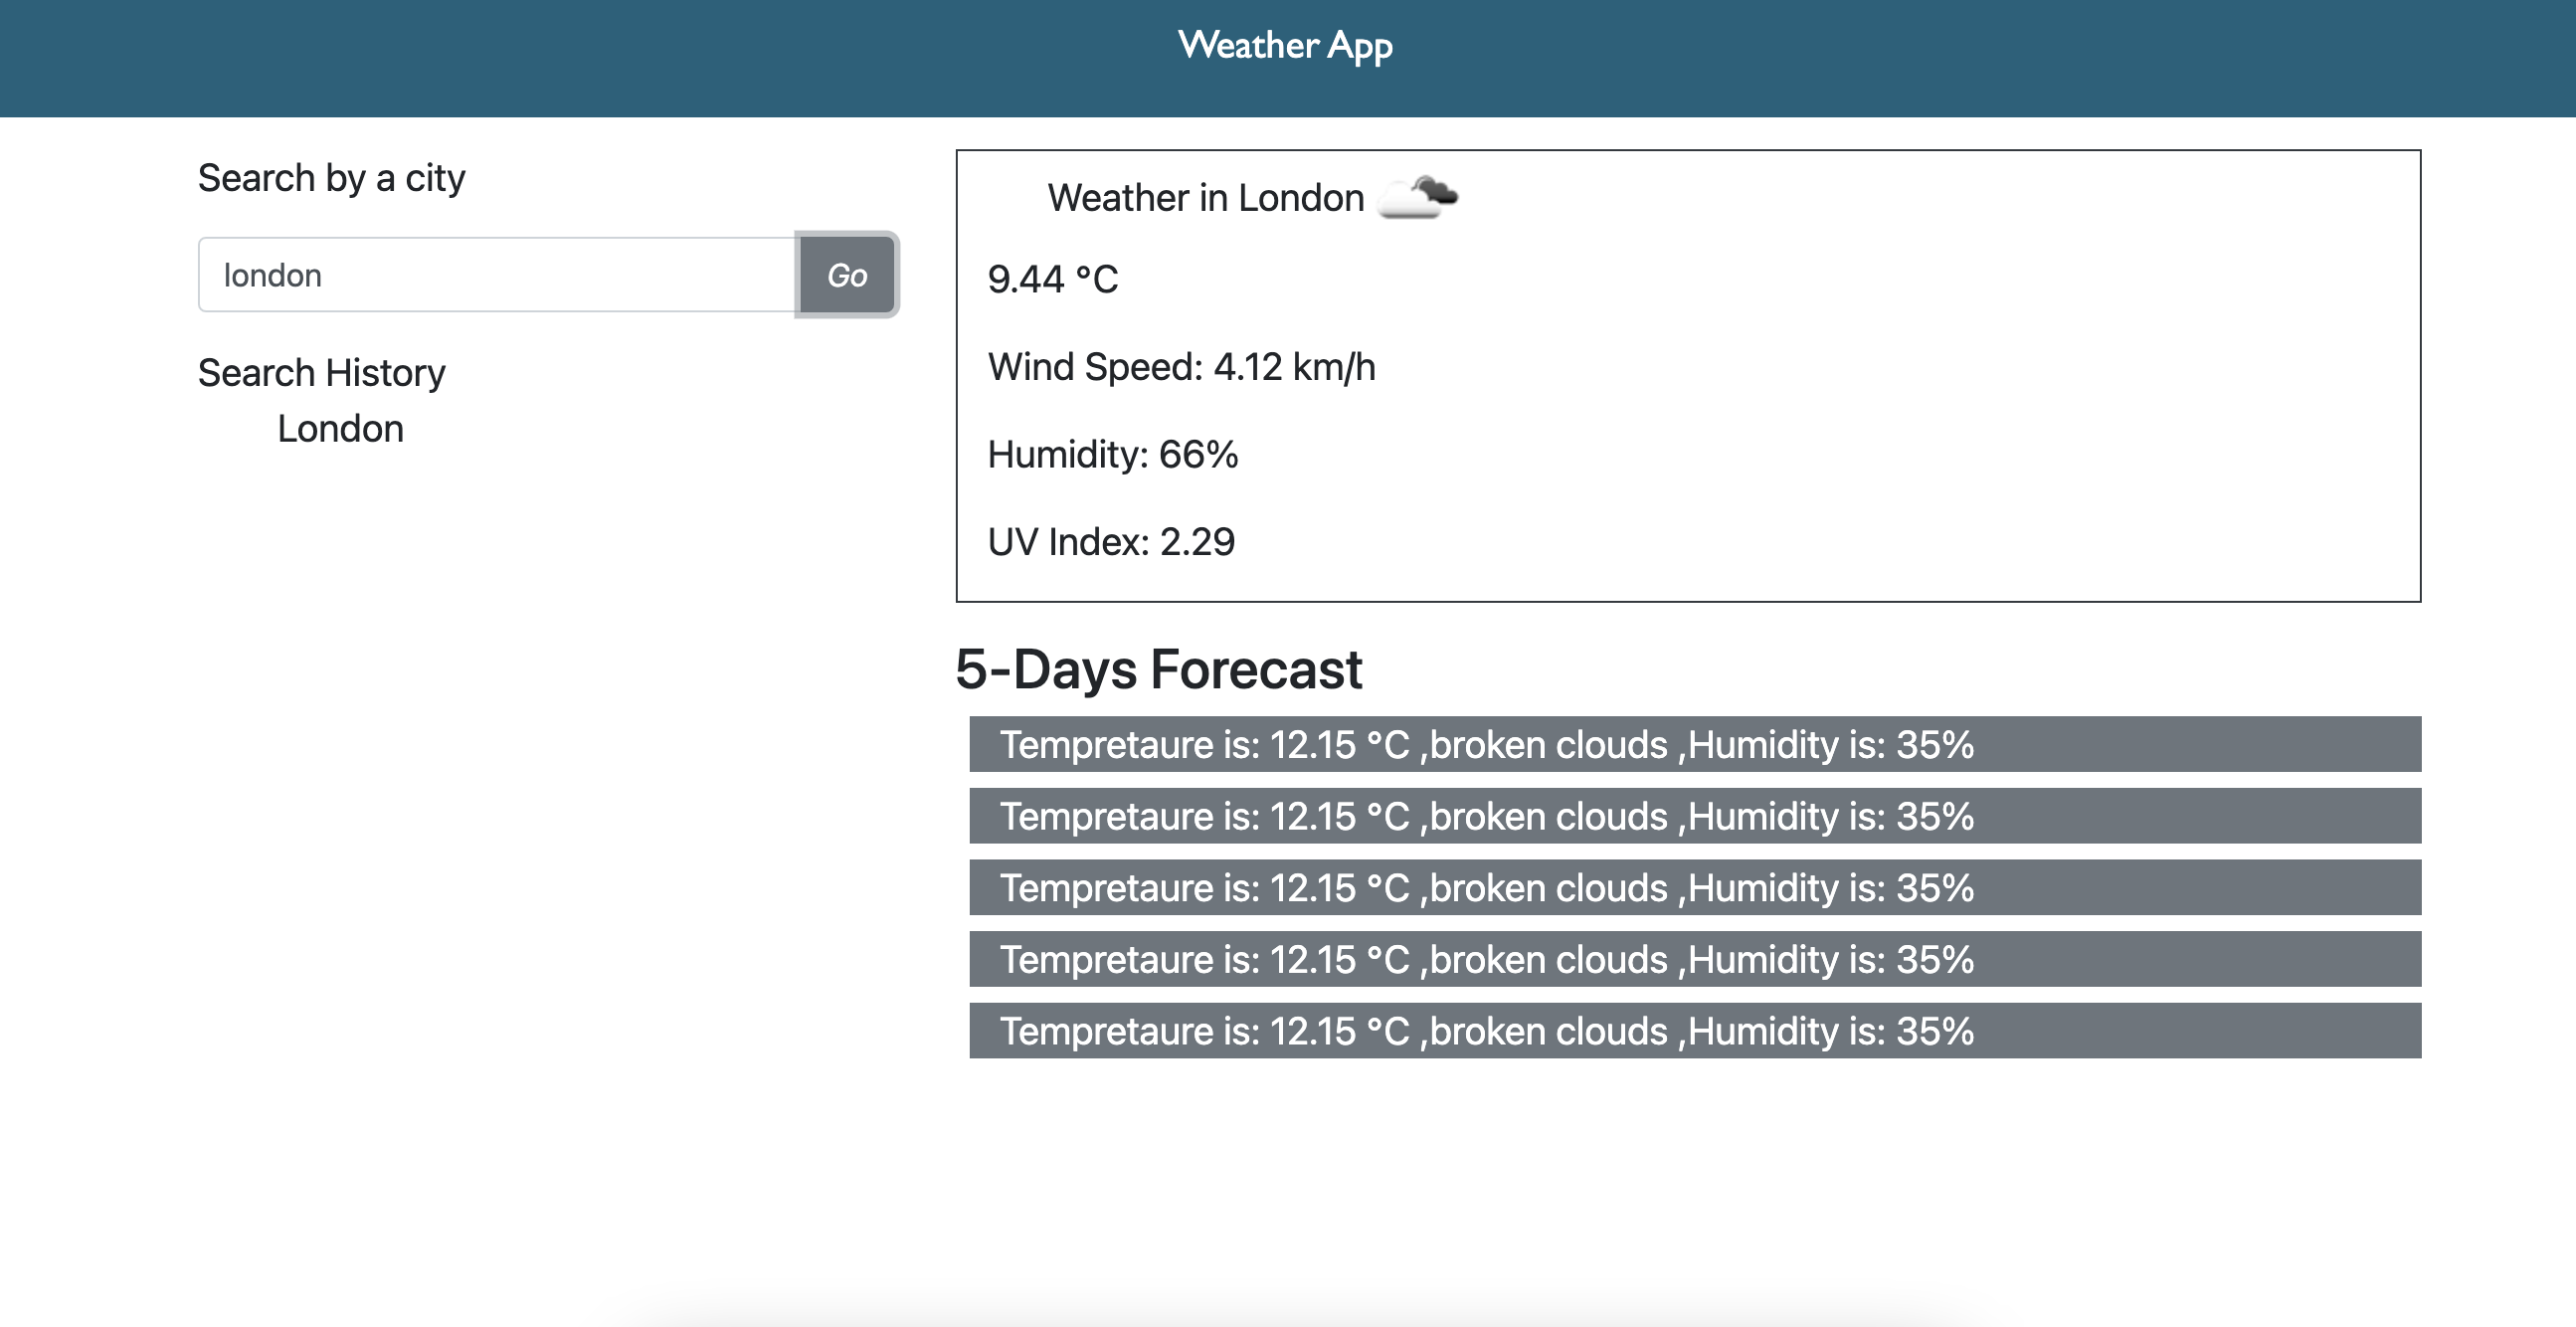 Weather App
Search by a city
london
Go
Search History
London
Weather in London
9.44 °C
Wind Speed: 4.12 km/h
Humidity: 66%
UV Index: 2.29
5-Days Forecast
Tempretaure is: 12.15 °C ,broken clouds ,Humidity is: 35%
Tempretaure is: 12.15 °C ,broken clouds ,Humidity is: 35%
Tempretaure is: 12.15 °C ,broken clouds ,Humidity is: 35%
Tempretaure is: 12.15 °C ,broken clouds ,Humidity is: 35%
Tempretaure is: 12.15 °C ,broken clouds ,Humidity is: 35%